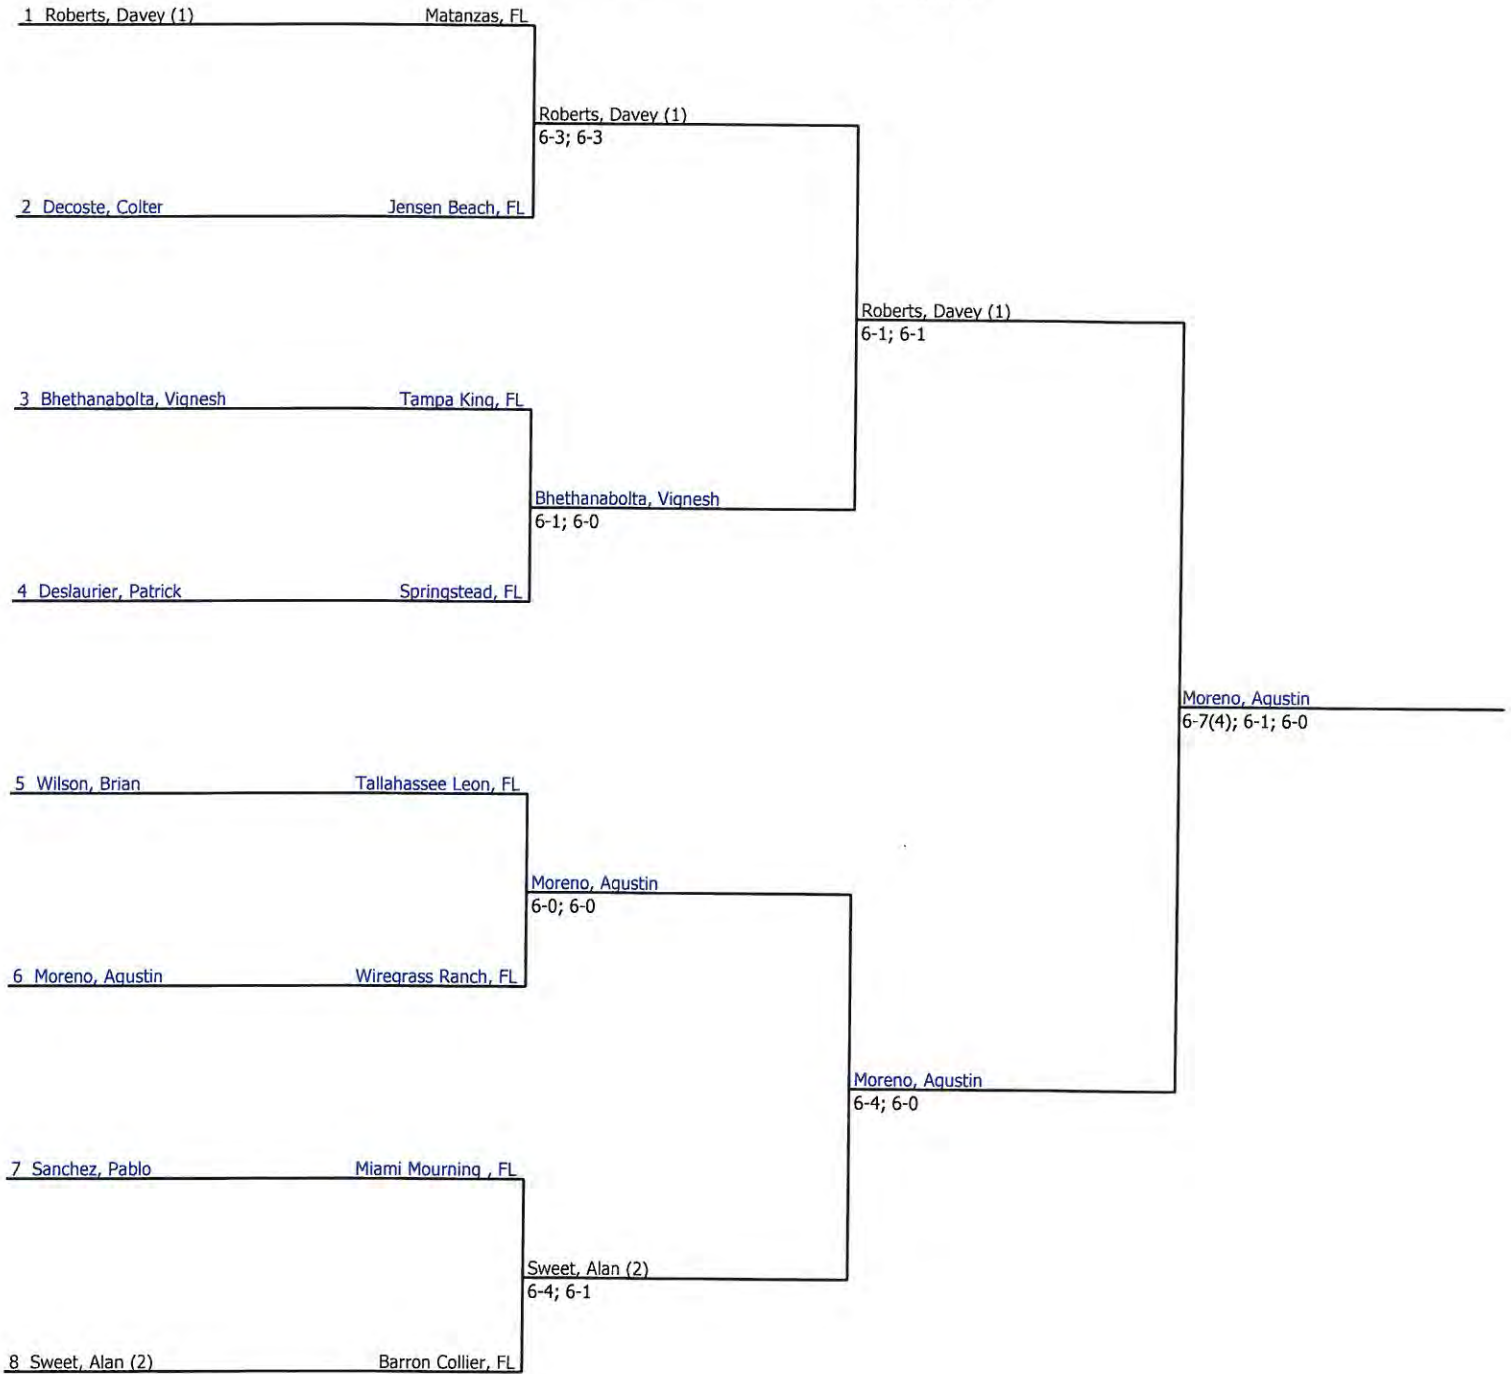 1 Roberts, Davey (1) Matanzas, FL
Roberts, Davey (1)
6-3; 6-3
2 Decoste, Colter Jensen Beach, FL
Roberts, Davey (1)
6-1; 6-1
3 Bhethanabolta, Vignesh Tampa King, FL
Bhethanabolta, Vignesh
6-1; 6-0
4 Deslaurier, Patrick Springstead, FL
Moreno, Agustin
6-7(4); 6-1; 6-0
5 Wilson, Brian Tallahassee Leon, FL
Moreno, Agustin
6-0; 6-0
6 Moreno, Agustin Wiregrass Ranch, FL
Moreno, Agustin
6-4; 6-0
7 Sanchez, Pablo Miami Mourning , FL
Sweet, Alan (2)
6-4; 6-1
8 Sweet, Alan (2) Barron Collier, FL